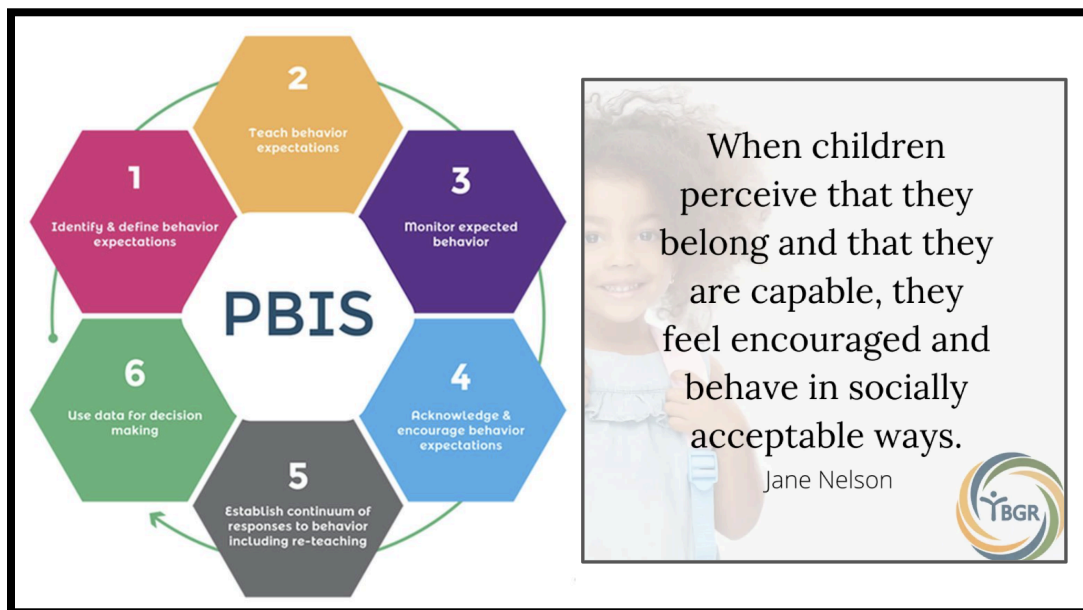 1
Identify & define behavior
expectations
2
Teach behavior
expectations
3
Monitor expected
behavior
4
Acknowledge &
encourage behavior
expectations
5
Establish continuum of
responses to behavior
including re-teaching
6
Use data for decision
making
PBIS
When children
perceive that they
belong and that they
are capable, they
feel encouraged and
behave in socially
acceptable ways.
Jane Nelson
BGR